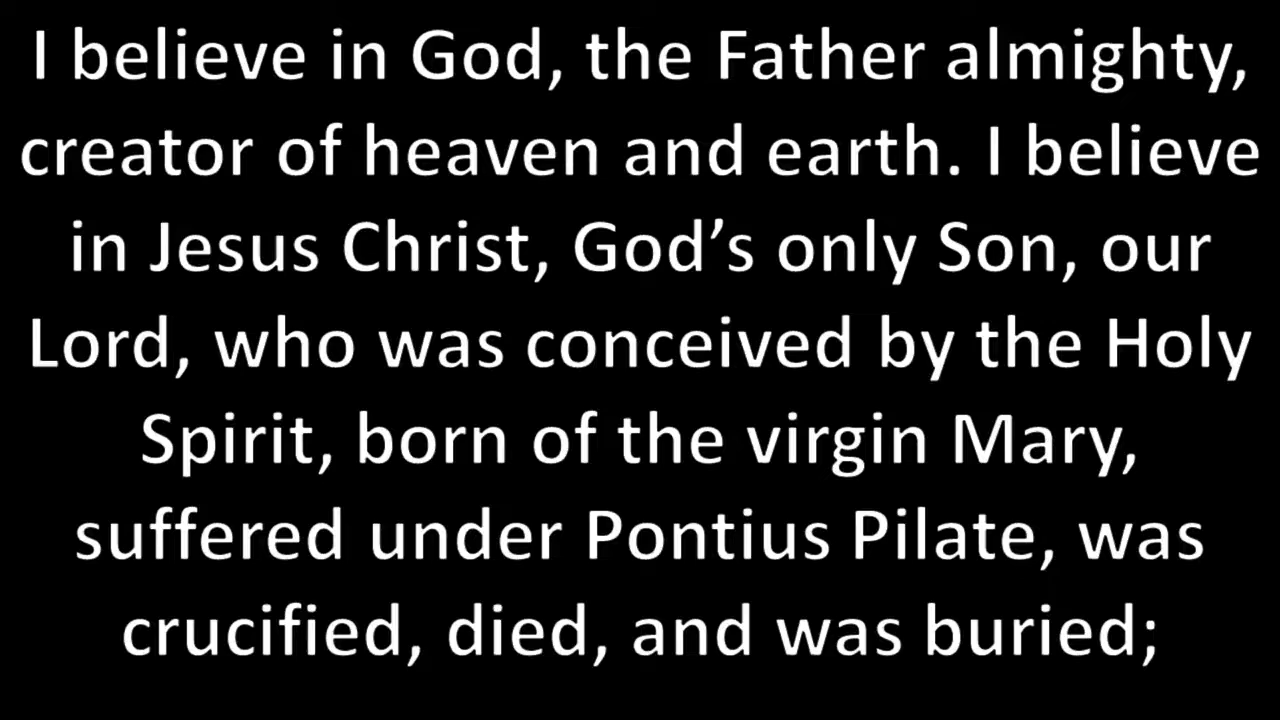 I believe in God, the Father almighty,
creator of heaven and earth. I believe
in Jesus Christ, God’s only Son, our
Lord, who was conceived by the Holy
Spirit, born of the virgin Mary,
suffered under Pontius Pilate, was
crucified, died, and was buried;